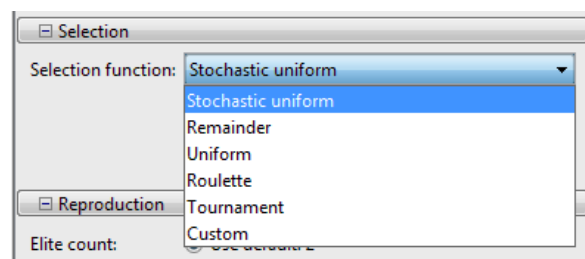 Selection
Selection function: Stochastic uniform
Stochastic uniform
Remainder
Uniform
Roulette
Tournament
Custom
Reproduction
Elite count: